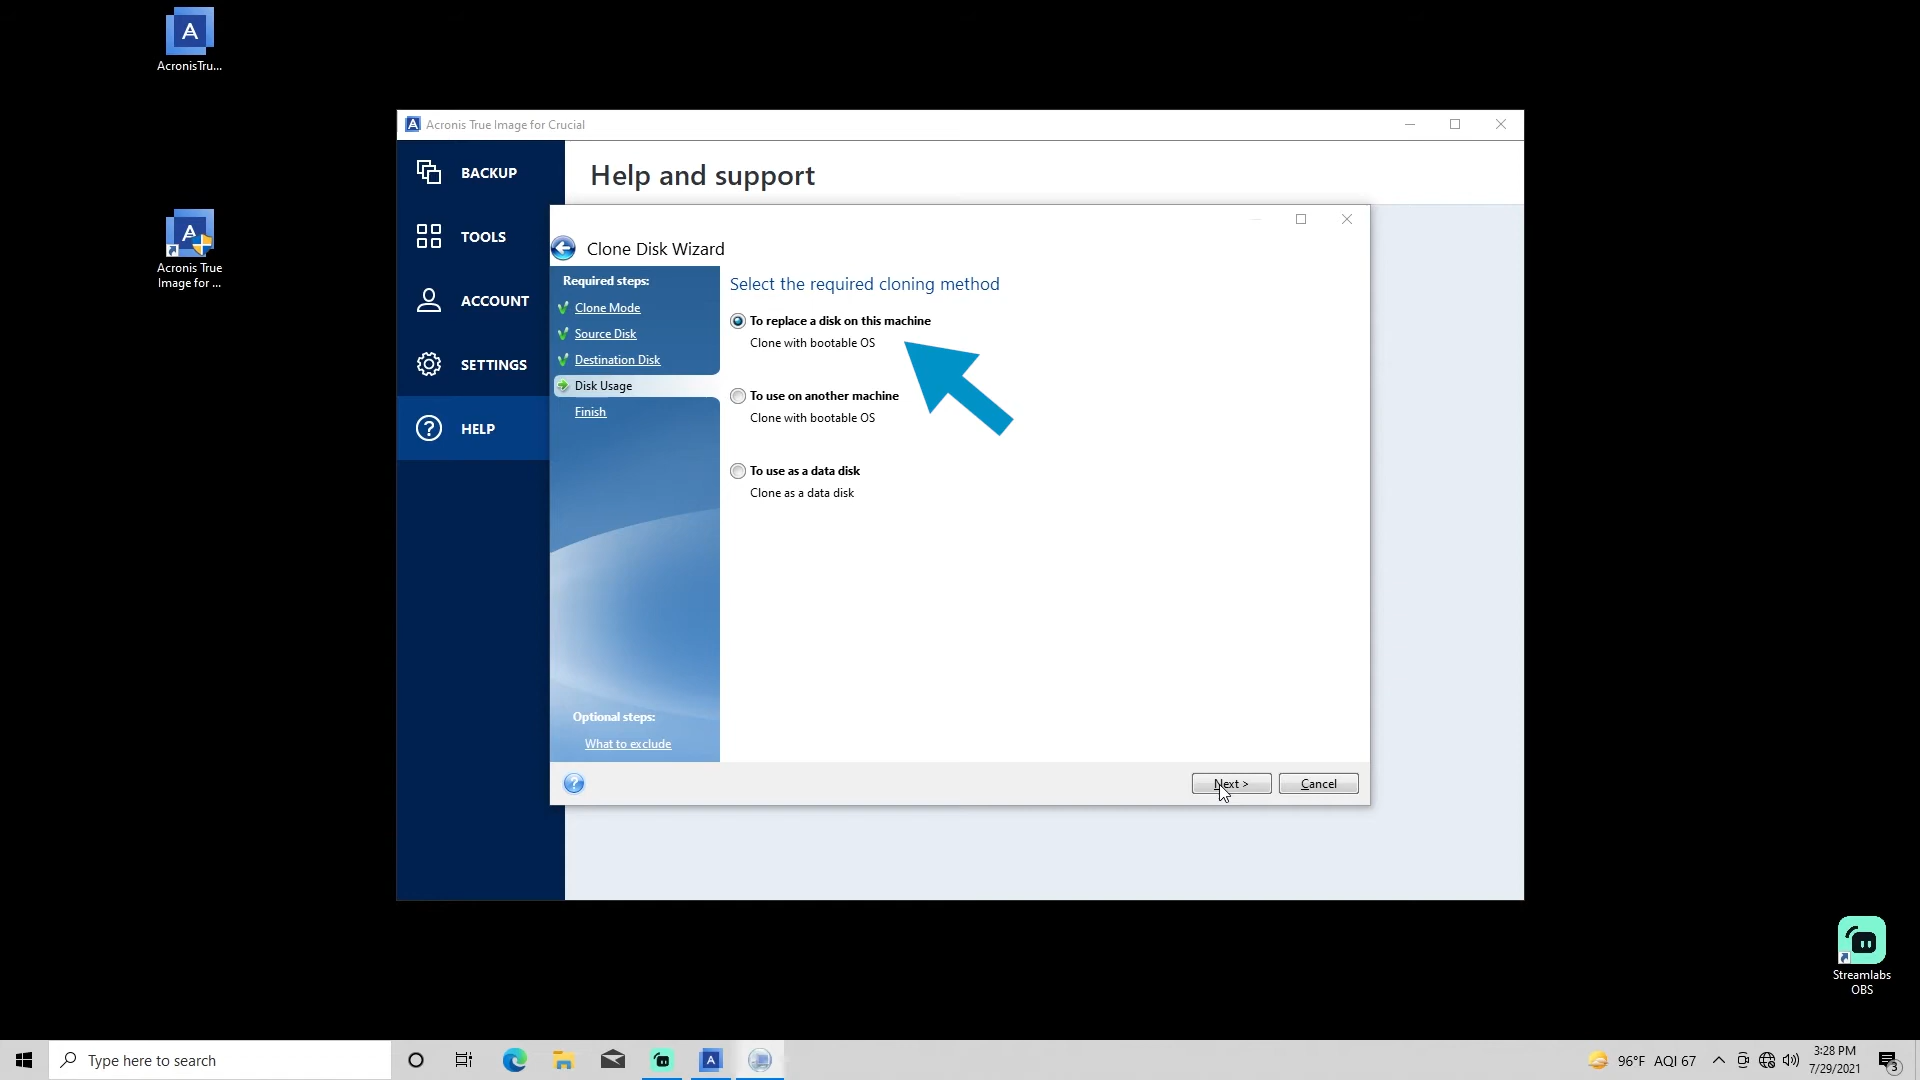 AcronisTru...
Acronis True
Image for ...
Acronis True Image for Crucial
BACKUP
TOOLS
ACCOUNT
SETTINGS
HELP
Help and support
Clone Disk Wizard
Required steps:
Clone Mode
Source Disk
Destination Disk
Disk Usage
Finish
Optional steps:
What to exclude
Select the required cloning method
To replace a disk on this machine
Clone with bootable OS
To use on another machine
Clone with bootable OS
To use as a data disk
Clone as a data disk
Next >
Cancel
Streamlabs
OBS
Type here to search
96°F AQI 67
3:28 PM
7/29/2021
3